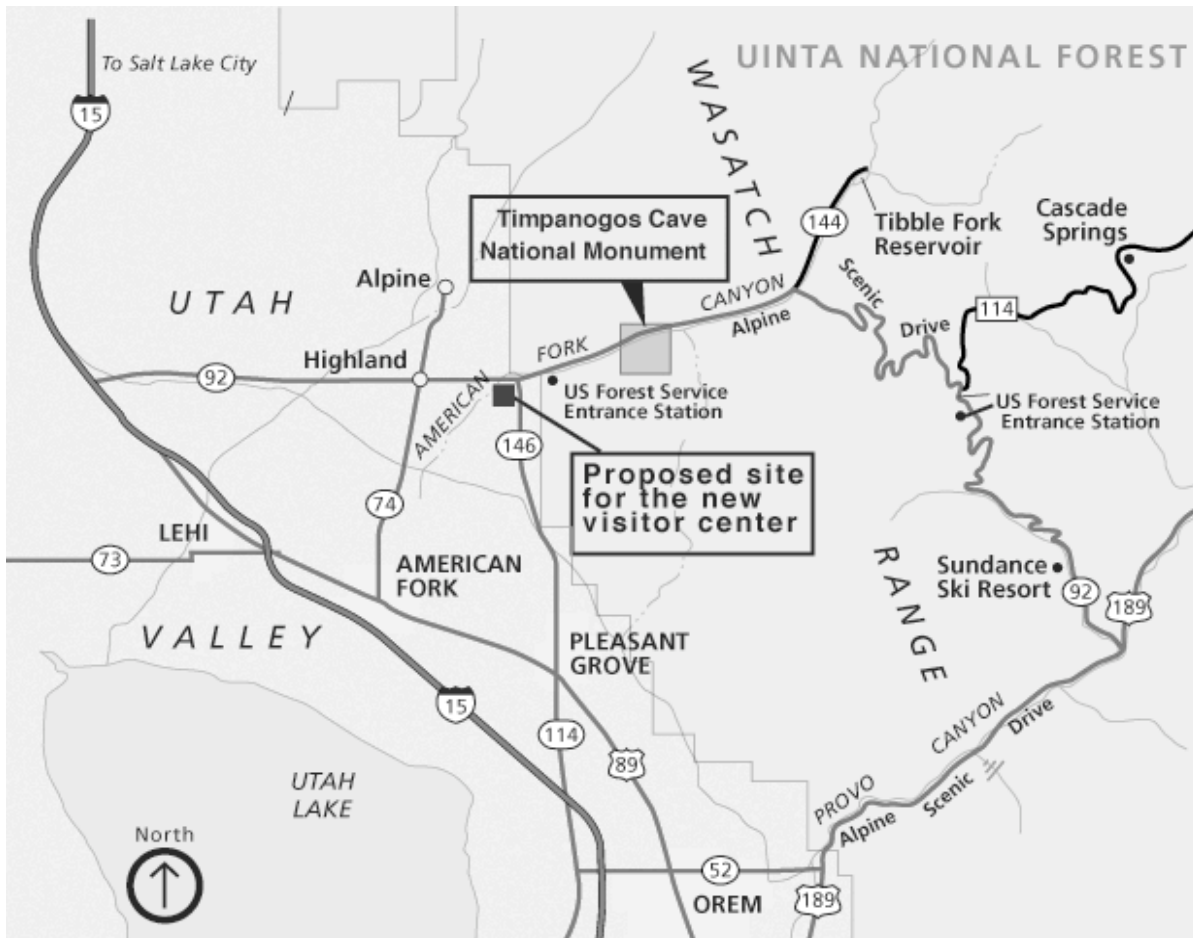 To Salt Lake City
UINTA NATIONAL FOREST
15
WASATCH
Timpanogos Cave
National Monument
144
Tibble Fork
Reservoir
Cascade
Springs
Alpine
UTAH
CANYON
Alpine
Scenic
Drive
114
Highland
92
FORK
AMERICAN
US Forest Service
Entrance Station
US Forest Service
Entrance Station
146
Proposed site
for the new
visitor center
74
LEHI
73
AMERICAN
FORK
RANGE
Sundance
Ski Resort
92
189
VALLEY
PLEASANT
GROVE
15
114
89
CANYON
Drive
UTAH
LAKE
PROVO
Alpine
Scenic
North
52
OREM
189